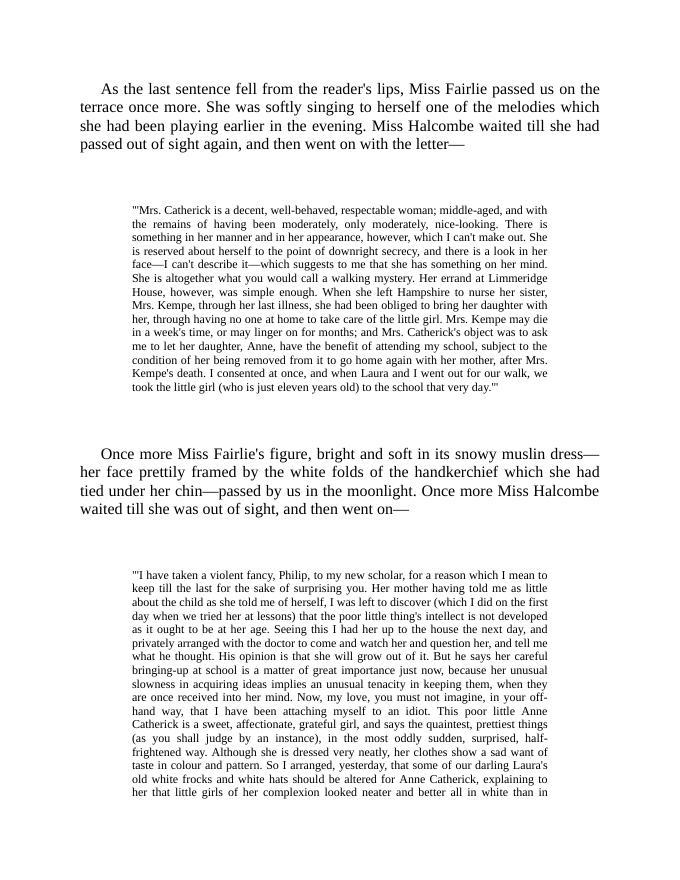 As the last sentence fell from the reader's lips, Miss Fairlie passed us on the
terrace once more. She was softly singing to herself one of the melodies which
she had been playing earlier in the evening. Miss Halcombe waited till she had
passed out of sight again, and then went on with the letter—
"'Mrs. Catherick is a decent, well-behaved, respectable woman; middle-aged, and with
the remains of having been moderately, only moderately, nice-looking. There is
something in her manner and in her appearance, however, which I can't make out. She
is reserved about herself to the point of downright secrecy, and there is a look in her
face—I can't describe it—which suggests to me that she has something on her mind.
She is altogether what you would call a walking mystery. Her errand at Limmeridge
House, however, was simple enough. When she left Hampshire to nurse her sister,
Mrs. Kempe, through her last illness, she had been obliged to bring her daughter with
her, through having no one at home to take care of the little girl. Mrs. Kempe may die
in a week's time, or may linger on for months; and Mrs. Catherick's object was to ask
me to let her daughter, Anne, have the benefit of attending my school, subject to the
condition of her being removed from it to go home again with her mother, after Mrs.
Kempe's death. I consented at once, and when Laura and I went out for our walk, we
took the little girl (who is just eleven years old) to the school that very day.'"
Once more Miss Fairlie's figure, bright and soft in its snowy muslin dress—
her face prettily framed by the white folds of the handkerchief which she had
tied under her chin—passed by us in the moonlight. Once more Miss Halcombe
waited till she was out of sight, and then went on—
"'I have taken a violent fancy, Philip, to my new scholar, for a reason which I mean to
keep till the last for the sake of surprising you. Her mother having told me as little
about the child as she told me of herself, I was left to discover (which I did on the first
day when we tried her at lessons) that the poor little thing's intellect is not developed
as it ought to be at her age. Seeing this I had her up to the house the next day, and
privately arranged with the doctor to come and watch her and question her, and tell me
what he thought. His opinion is that she will grow out of it. But he says her careful
bringing-up at school is a matter of great importance just now, because her unusual
slowness in acquiring ideas implies an unusual tenacity in keeping them, when they
are once received into her mind. Now, my love, you must not imagine, in your off-
hand way, that I have been attaching myself to an idiot. This poor little Anne
Catherick is a sweet, affectionate, grateful girl, and says the quaintest, prettiest things
(as you shall judge by an instance), in the most oddly sudden, surprised, half-
frightened way. Although she is dressed very neatly, her clothes show a sad want of
taste in colour and pattern. So I arranged, yesterday, that some of our darling Laura's
old white frocks and white hats should be altered for Anne Catherick, explaining to
her that little girls of her complexion looked neater and better all in white than in